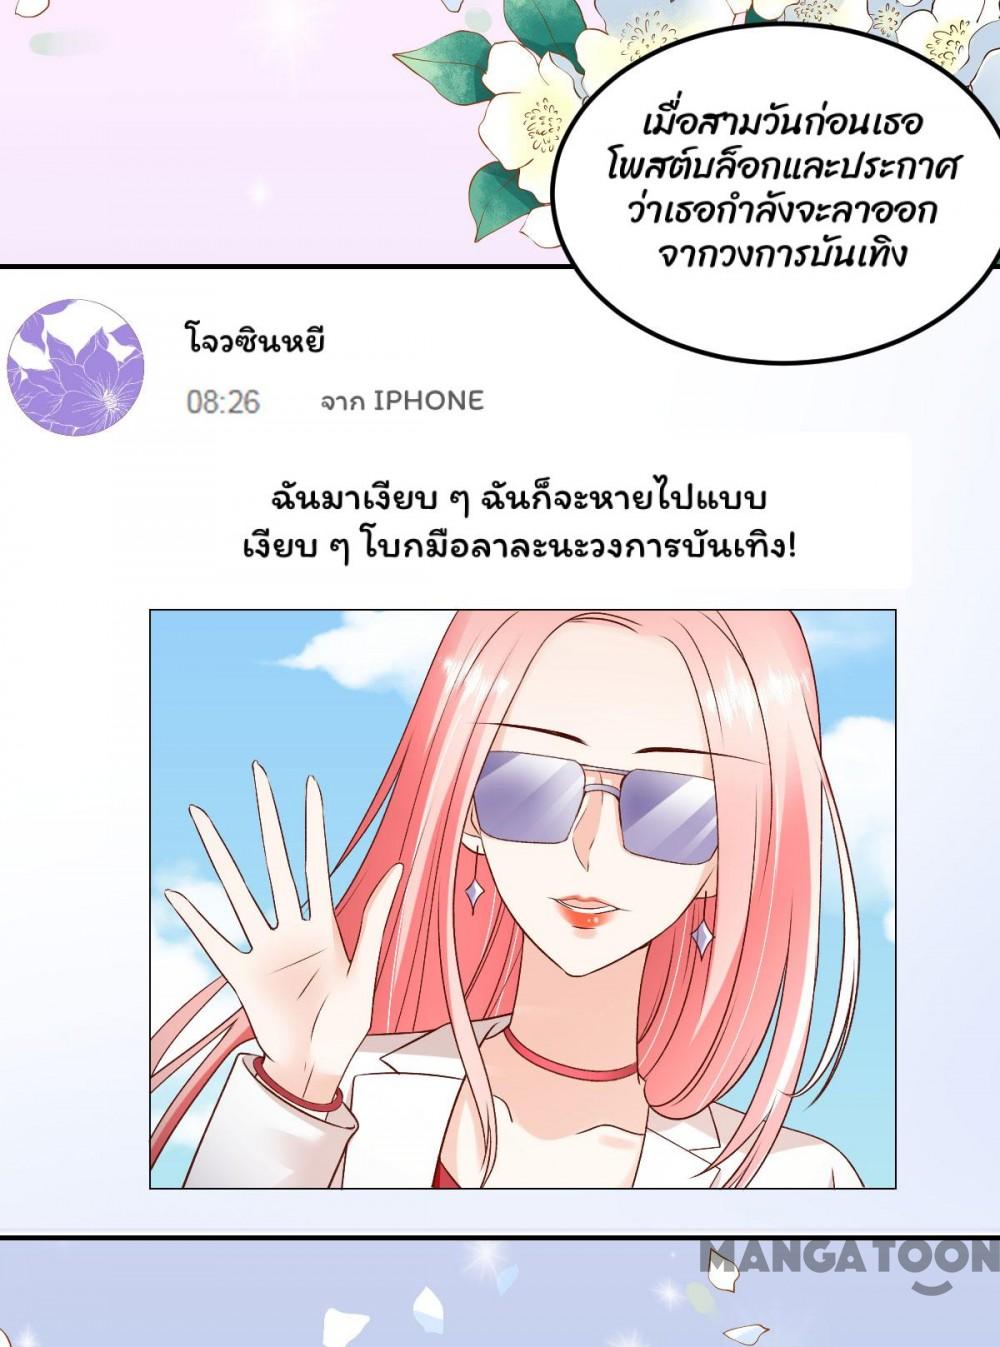 เมื่อสามวันก่อนเธอ
โพสต์บล็อกและประกาศ
ว่าเธอกำลังจะลาออก
จากวงการบันเทิง
โจวซินหยี
08:26 จาก IPHONE
ฉันมาเงียบ ๆ ฉันก็จะหายไปแบบ
เงียบ ๆ โบกมือลาละนะวงการบันเทิง!
MANGATOON